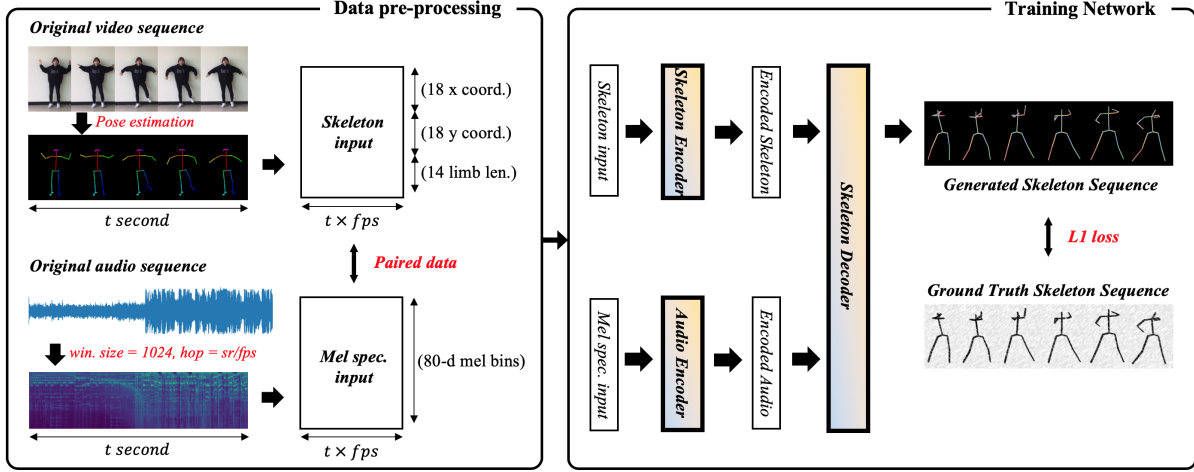 Data pre-processing
Original video sequence
Pose estimation
t second
Skeleton
input
(18 x coord.)
(18 y coord.)
(14 limb len.)
t × fps
Paired data
Original audio sequence
win. size = 1024, hop = sr/fps
t second
Mel spec.
input
(80-d mel bins)
t × fps
Training Network
Skeleton input
Skeleton Encoder
Encoded Skeleton
Mel spec. input
Audio Encoder
Encoded Audio
Skeleton Decoder
Generated Skeleton Sequence
L1 loss
Ground Truth Skeleton Sequence